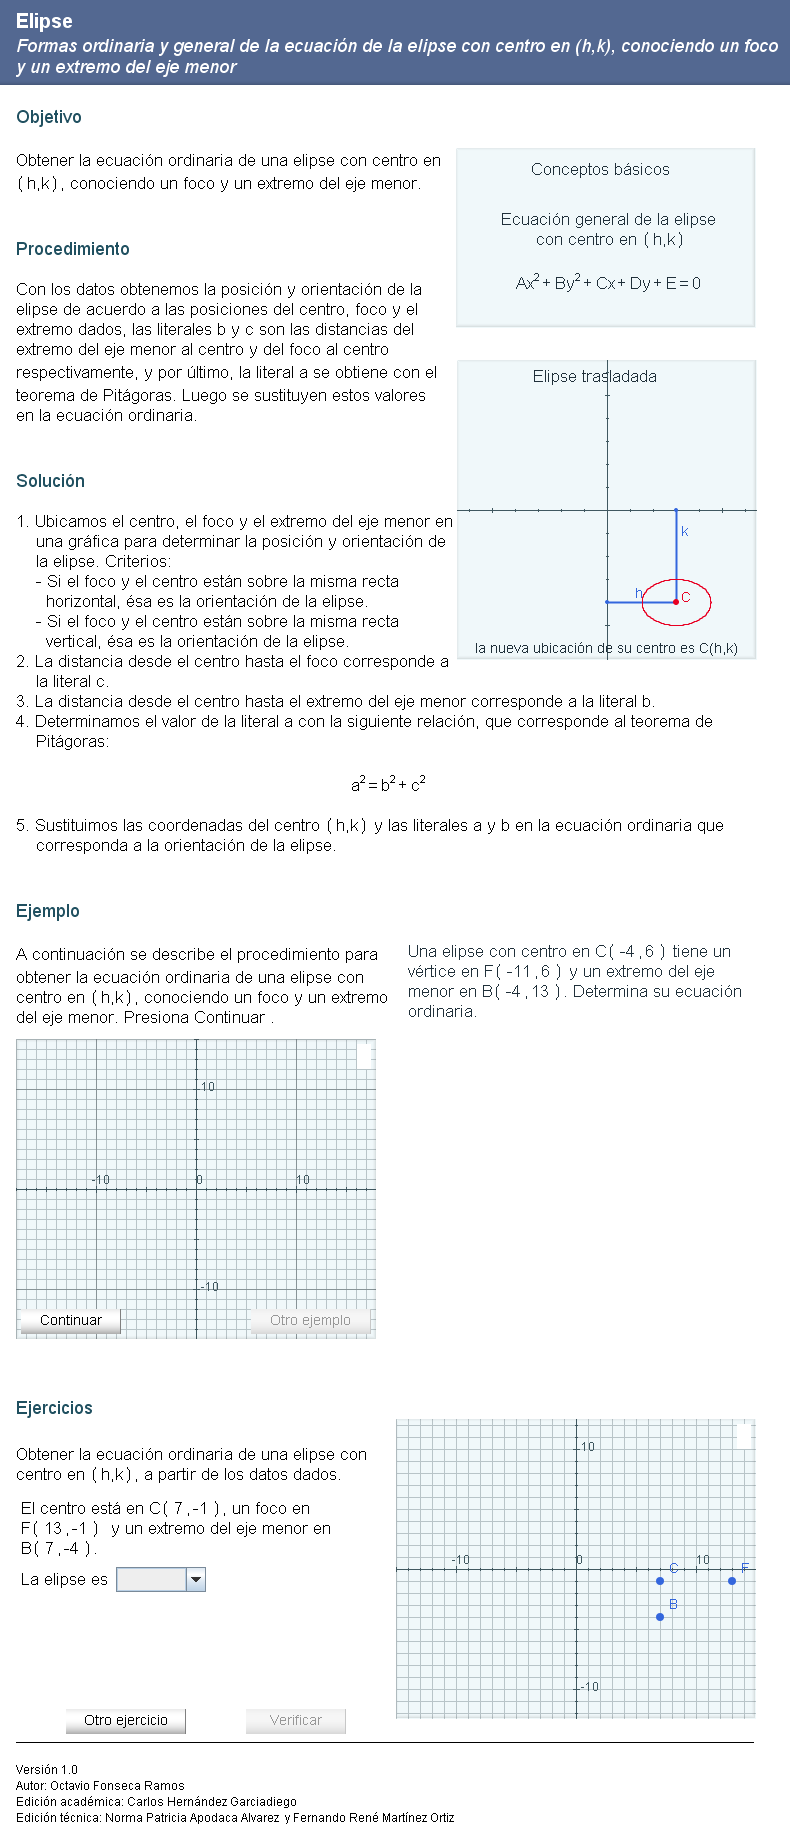 Elipse
Formas ordinaria y general de la ecuación de la elipse con centro en (h,k), conociendo un foco
y un extremo del eje menor
Objetivo
Obtener la ecuación ordinaria de una elipse con centro en
(h,k), conociendo un foco y un extremo del eje menor.
Conceptos básicos
Ecuación general de la elipse
con centro en (h,k)
Ax² + By² + Cx + Dy + E = 0
Procedimiento
Con los datos obtenemos la posición y orientación de la
elipse de acuerdo a las posiciones del centro, foco y el
extremo dados, las literales b y c son las distancias del
extremo del eje menor al centro y del foco al centro
respectivamente, y por último, la literal a se obtiene con el
teorema de Pitágoras. Luego se sustituyen estos valores
en la ecuación ordinaria.
Elipse trasladada
k
h
C
la nueva ubicación de su centro es C(h,k)
Solución
1. Ubicamos el centro, el foco y el extremo del eje menor en
una gráfica para determinar la posición y orientación de
la elipse. Criterios:
- Si el foco y el centro están sobre la misma recta
horizontal, ésa es la orientación de la elipse.
- Si el foco y el centro están sobre la misma recta
vertical, ésa es la orientación de la elipse.
2. La distancia desde el centro hasta el foco corresponde a
la literal c.
3. La distancia desde el centro hasta el extremo del eje menor corresponde a la literal b.
4. Determinamos el valor de la literal a con la siguiente relación, que corresponde al teorema de
Pitágoras:
a² = b² + c²
5. Sustituimos las coordenadas del centro (h,k) y las literales a y b en la ecuación ordinaria que
corresponda a la orientación de la elipse.
Ejemplo
A continuación se describe el procedimiento para
obtener la ecuación ordinaria de una elipse con
centro en (h,k), conociendo un foco y un extremo
del eje menor. Presiona Continuar .
Una elipse con centro en C( -4 ,6 ) tiene un
vértice en F( -11 ,6 ) y un extremo del eje
menor en B( -4 ,13 ). Determina su ecuación
ordinaria.
10
-10
0
10
-10
Continuar
Otro ejemplo
Ejercicios
Obtener la ecuación ordinaria de una elipse con
centro en (h,k), a partir de los datos dados.
El centro está en C( 7 ,-1 ), un foco en
F( 13 ,-1 ) y un extremo del eje menor en
B( 7 ,-4 ).
La elipse es
10
-10
0
10
C
F
B
-10
Otro ejercicio
Verificar
Versión 1.0
Autor: Octavio Fonseca Ramos
Edición académica: Carlos Hernández Garciadiego
Edición técnica: Norma Patricia Apodaca Alvarez y Fernando René Martínez Ortiz